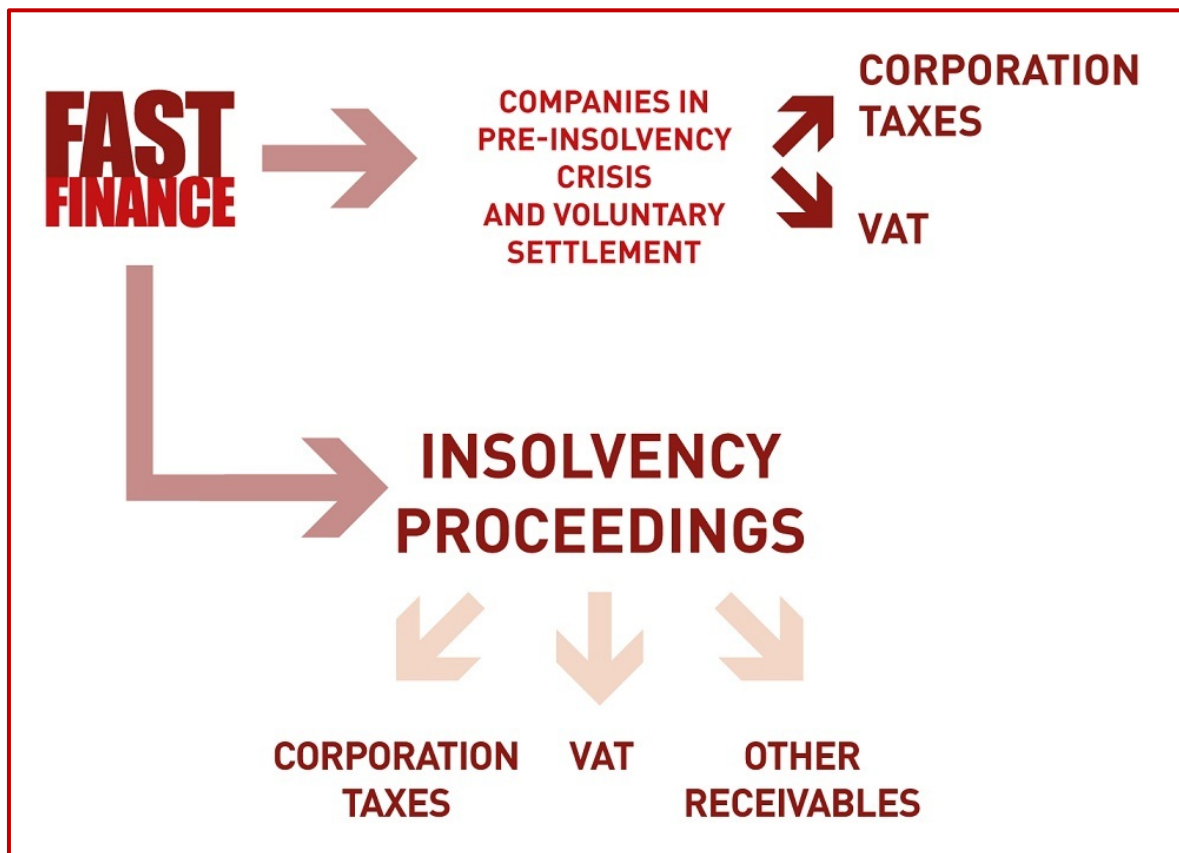 FAST
FINANCE
COMPANIES IN
PRE-INSOLVENCY
CRISIS
AND VOLUNTARY
SETTLEMENT
CORPORATION
TAXES
VAT
INSOLVENCY
PROCEEDINGS
CORPORATION
TAXES
VAT
OTHER
RECEIVABLES